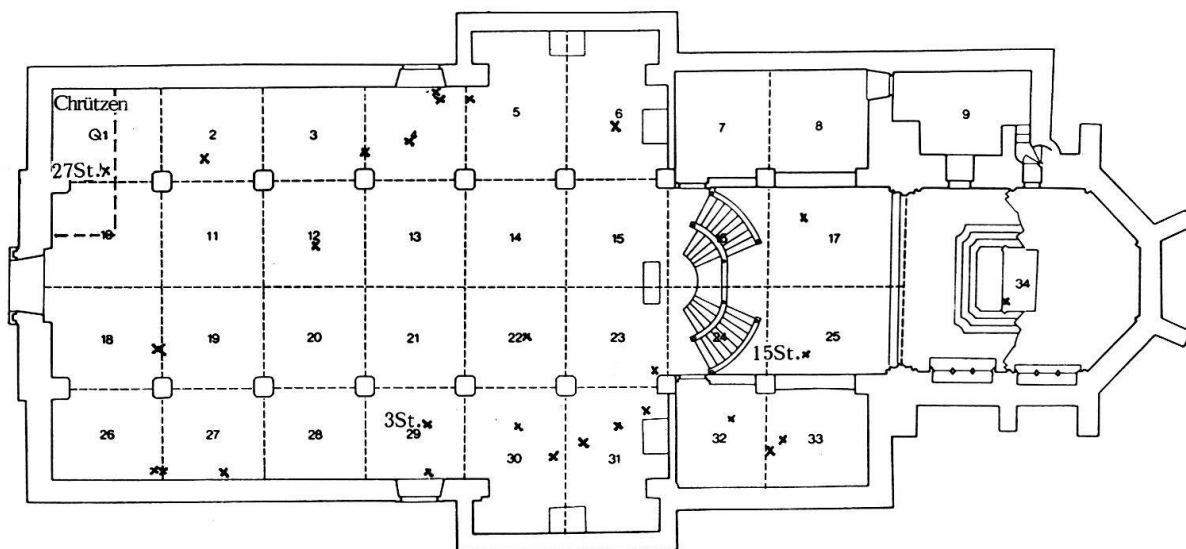 Chrützen
Q1 2 3 4 5 6 7 8 9
27St.
10 11 12 13 14 15 16 17
34
18 19 20 21 22 23 24 25
15St.
3St.
26 27 28 29 30 31 32 33